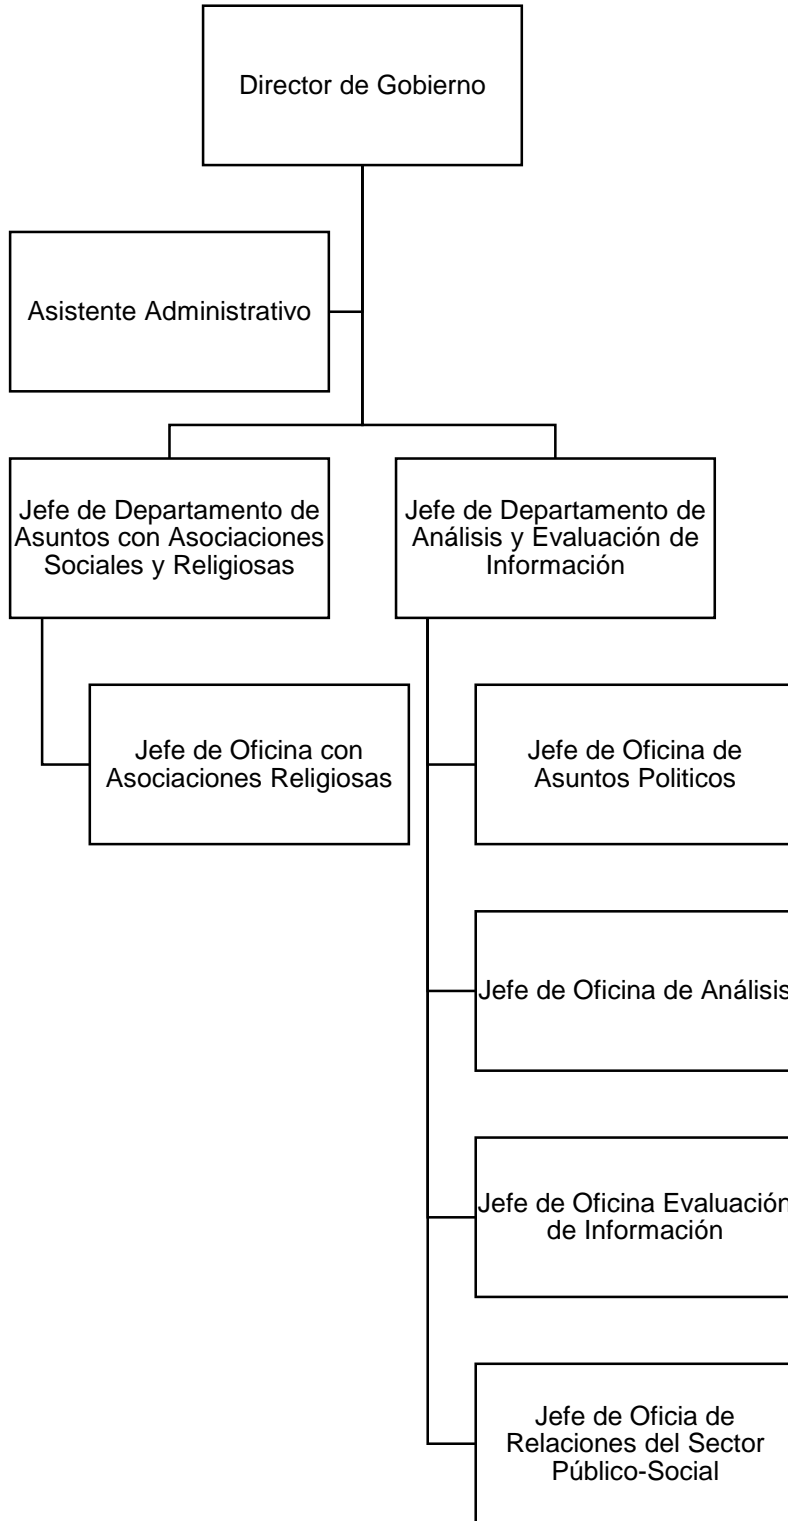 Director de Gobierno
Asistente Administrativo
Jefe de Departamento de
Asuntos con Asociaciones
Sociales y Religiosas
Jefe de Departamento de
Análisis y Evaluación de
Información
Jefe de Oficina con
Asociaciones Religiosas
Jefe de Oficina de
Asuntos Politicos
Jefe de Oficina de Análisis
Jefe de Oficina Evaluación
de Información
Jefe de Oficia de
Relaciones del Sector
Público-Social